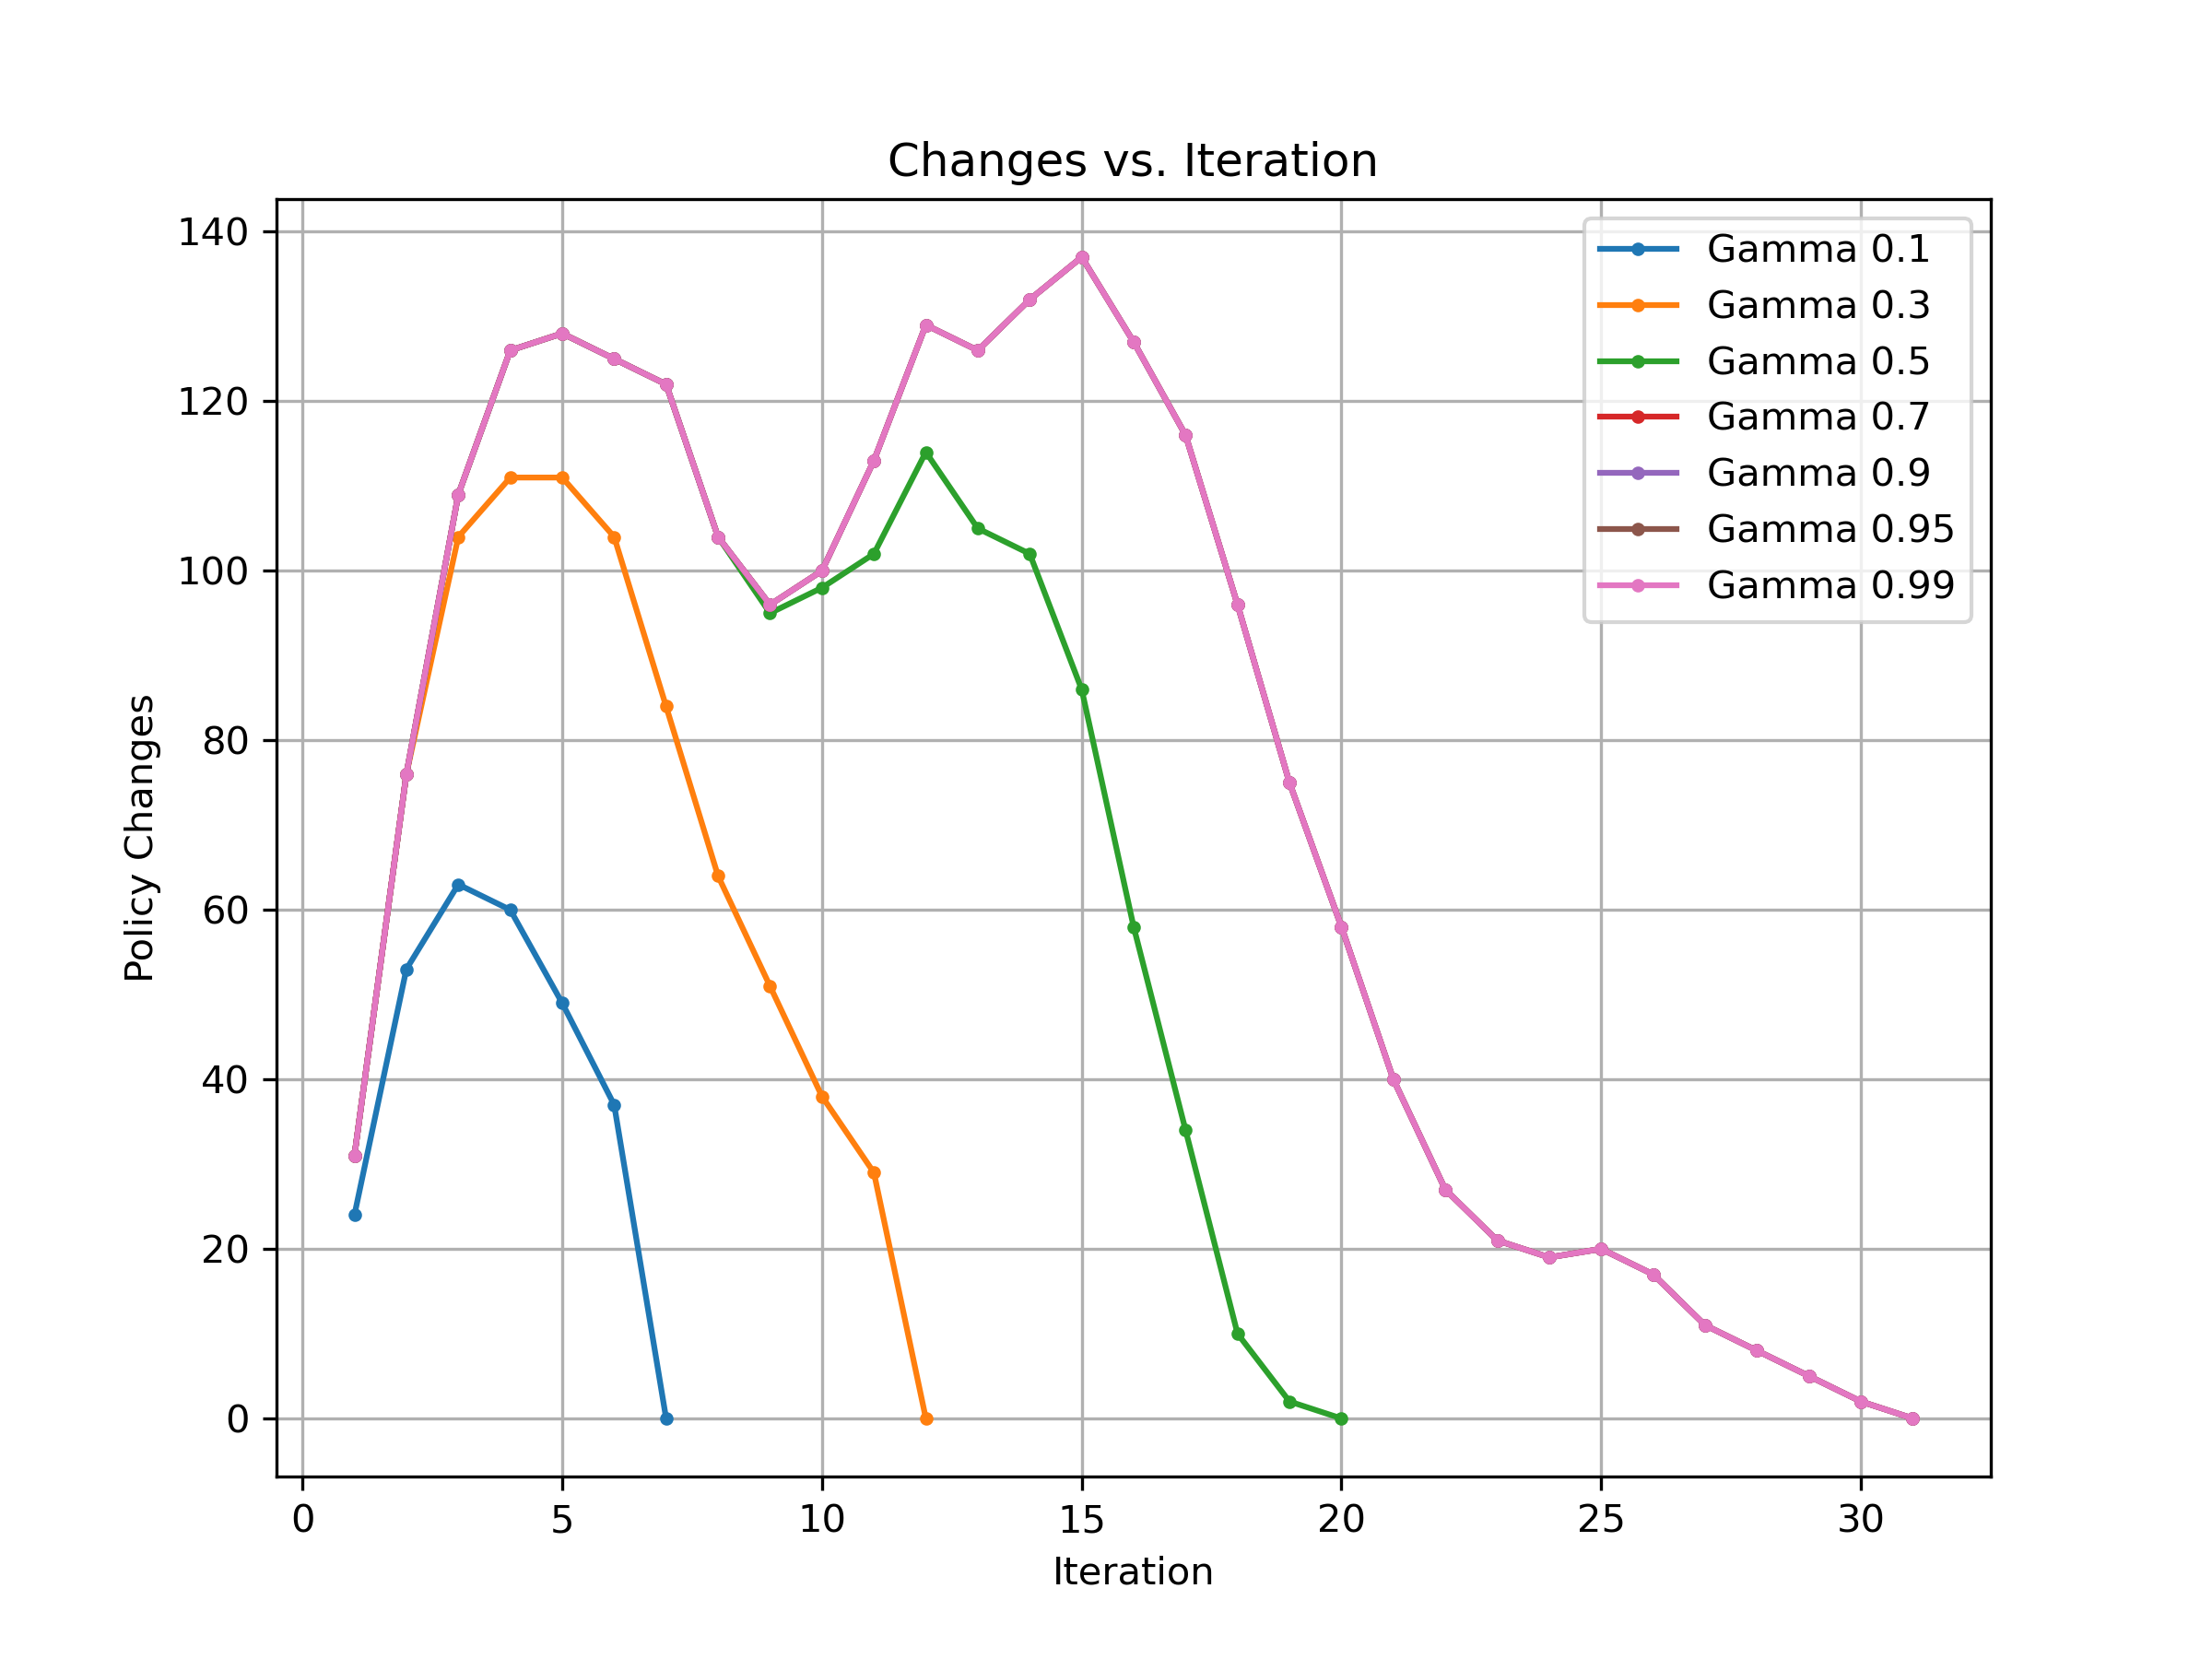 Changes vs. Iteration
140
120
100
80
60
40
20
0
Policy Changes
0 5 10 15 20 25 30
Iteration
Gamma 0.1
Gamma 0.3
Gamma 0.5
Gamma 0.7
Gamma 0.9
Gamma 0.95
Gamma 0.99